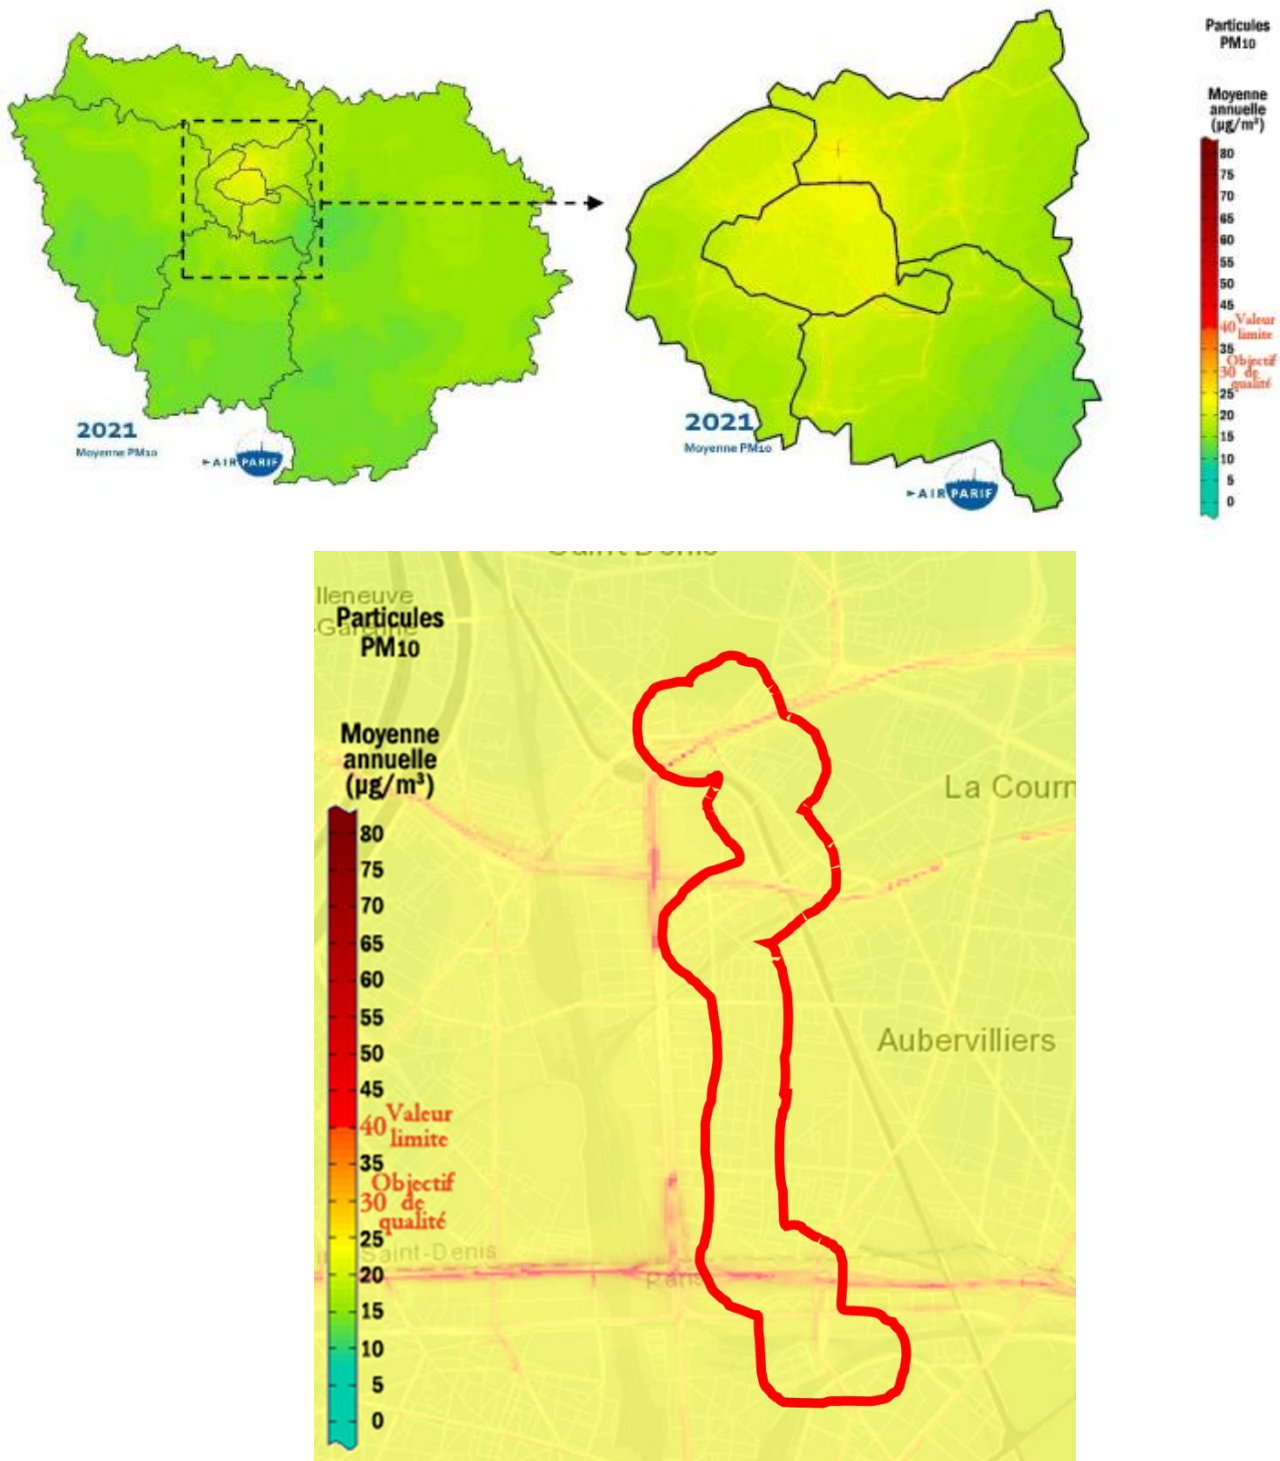 Particules
PM10
Moyenne
annuelle
(µg/m³)
80
75
70
65
60
55
50
45
40 Valeur
limite
35
Objectif
30 de
qualité
25
20
15
10
5
0
2021
Moyenne PM10
AIRPARIF
2021
Moyenne PM10
AIRPARIF
Saint Denis
lleneuve
-Garenne
Particules
PM10
Moyenne
annuelle
(µg/m³)
La Courn
80
75
70
65
60
55
50
Aubervilliers
45
40 Valeur
limite
35
Objectif
30 de
qualité
25
Saint-Denis
20
Paris
15
10
5
0